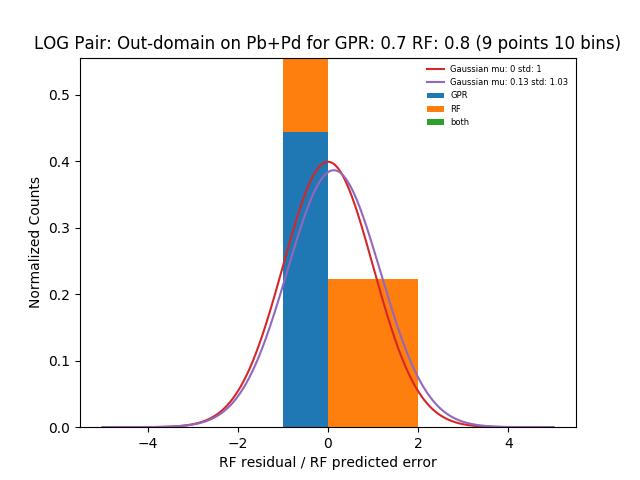 LOG Pair: Out-domain on Pb+Pd for GPR: 0.7 RF: 0.8 (9 points 10 bins)
Gaussian mu: 0 std: 1
Gaussian mu: 0.13 std: 1.03
GPR
RF
both
Normalized Counts
0.5
0.4
0.3
0.2
0.1
0.0
−4 −2 0 2 4
RF residual / RF predicted error